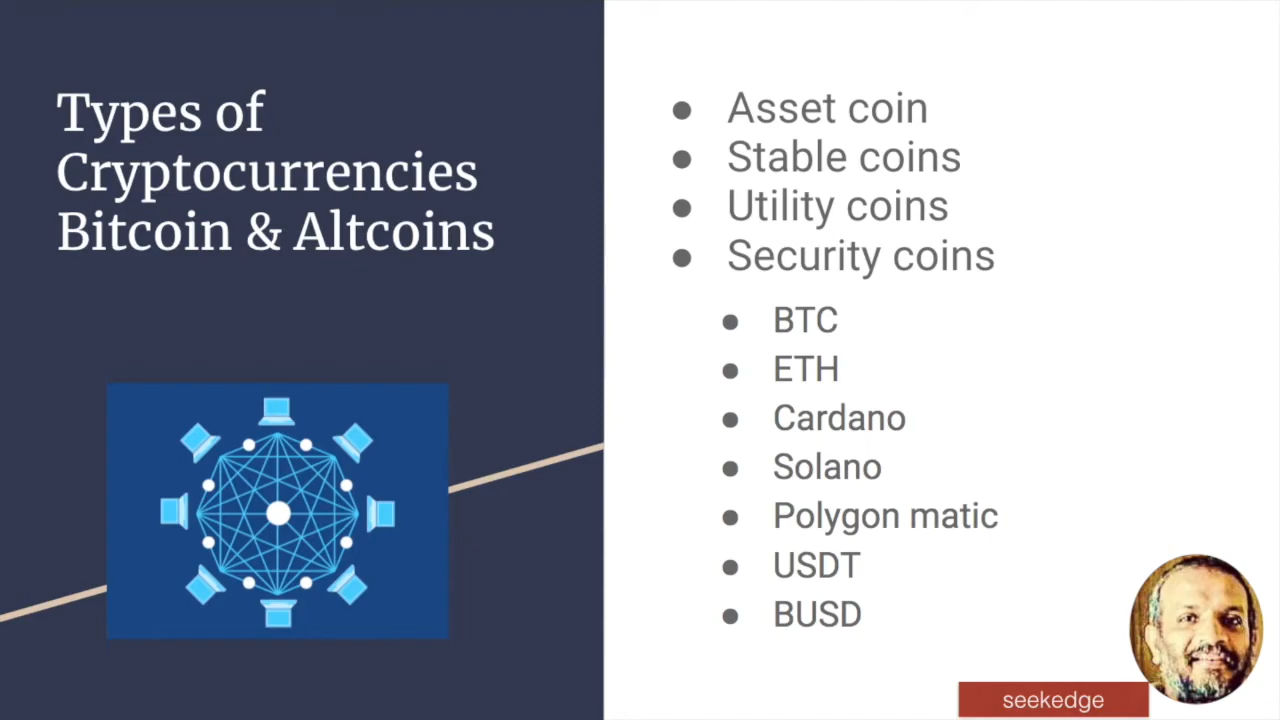 Types of
Cryptocurrencies
Bitcoin & Altcoins
● Asset coin
● Stable coins
● Utility coins
● Security coins
● BTC
● ETH
● Cardano
● Solano
● Polygon matic
● USDT
● BUSD
seekedge